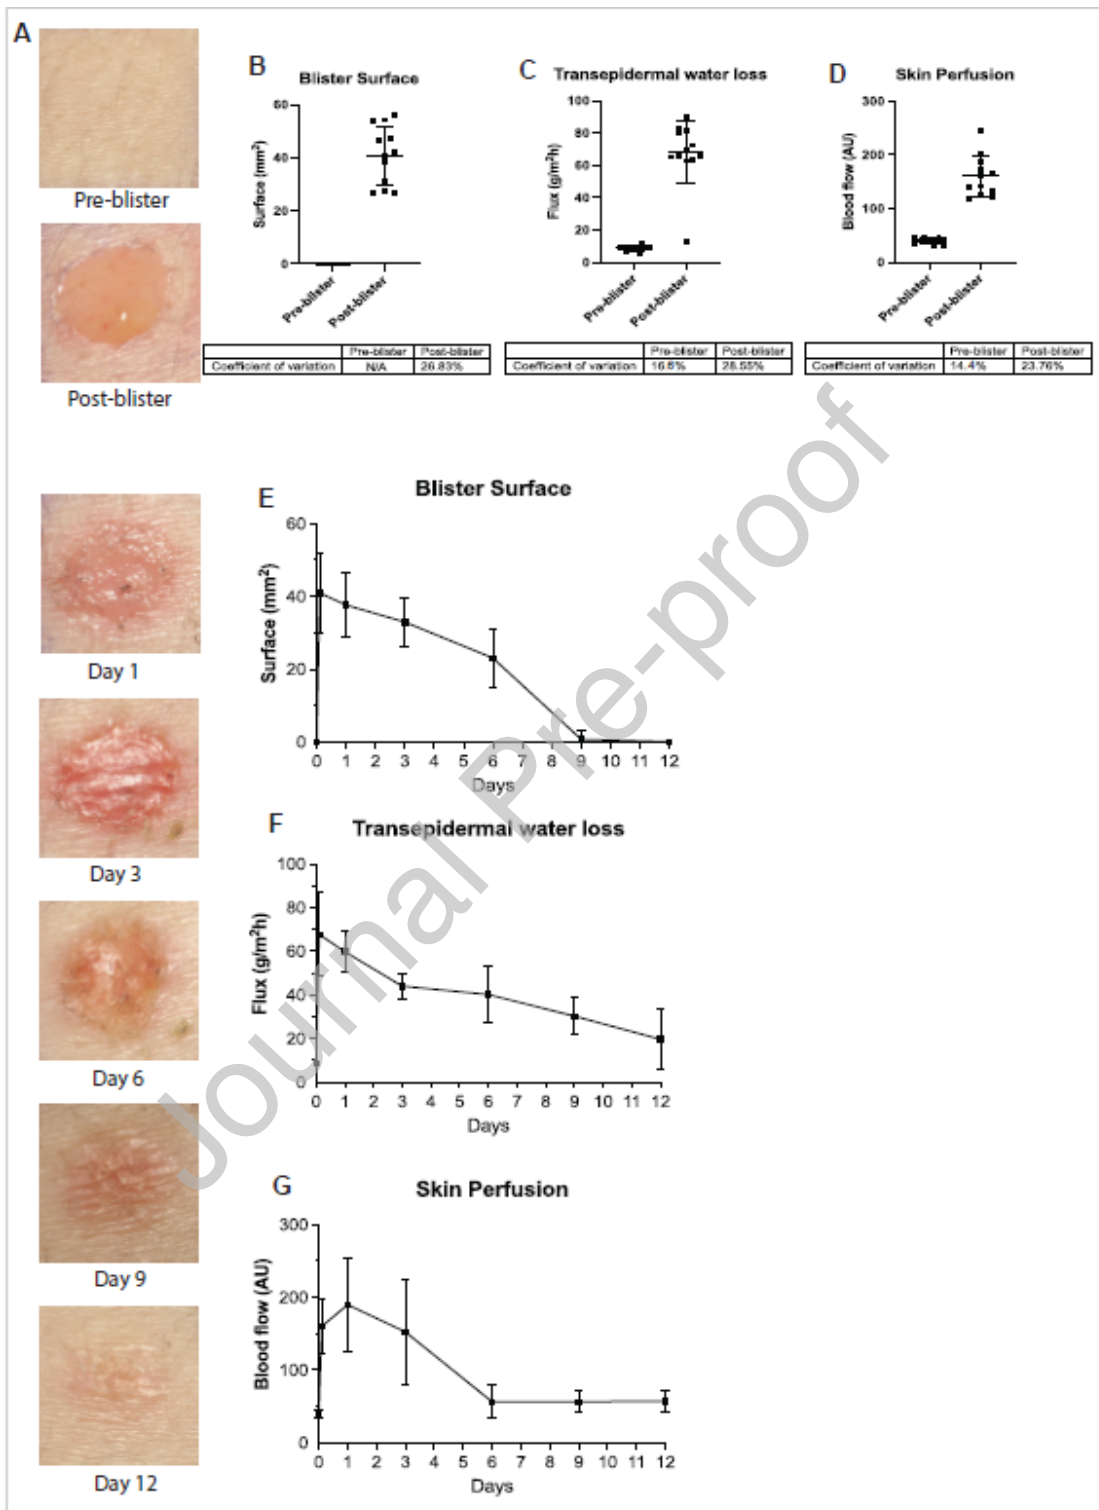 A
Pre-blister
Post-blister
B
Blister Surface
60
40
20
0
Surface (mm²)
Pre-blister
Post-blister
Pre-blister Post-blister
Coefficient of variation N/A 26.83%
C
Transepidermal water loss
100
80
60
40
20
0
Flux (g/m²h)
Pre-blister
Post-blister
Pre-blister Post-blister
Coefficient of variation 16.5% 28.55%
D
Skin Perfusion
300
200
100
0
Blood flow (AU)
Pre-blister
Post-blister
Pre-blister Post-blister
Coefficient of variation 14.4% 23.76%
Day 1
Day 3
Day 6
Day 9
Day 12
E
Blister Surface
60
40
20
0
Surface (mm²)
0 1 2 3 4 5 6 7 8 9 10 11 12
Days
F
Transepidermal water loss
100
80
60
40
20
0
Flux (g/m²h)
0 1 2 3 4 5 6 7 8 9 10 11 12
Days
G
Skin Perfusion
300
200
100
0
Blood flow (AU)
0 1 2 3 4 5 6 7 8 9 10 11 12
Days
Journal Pre-proof